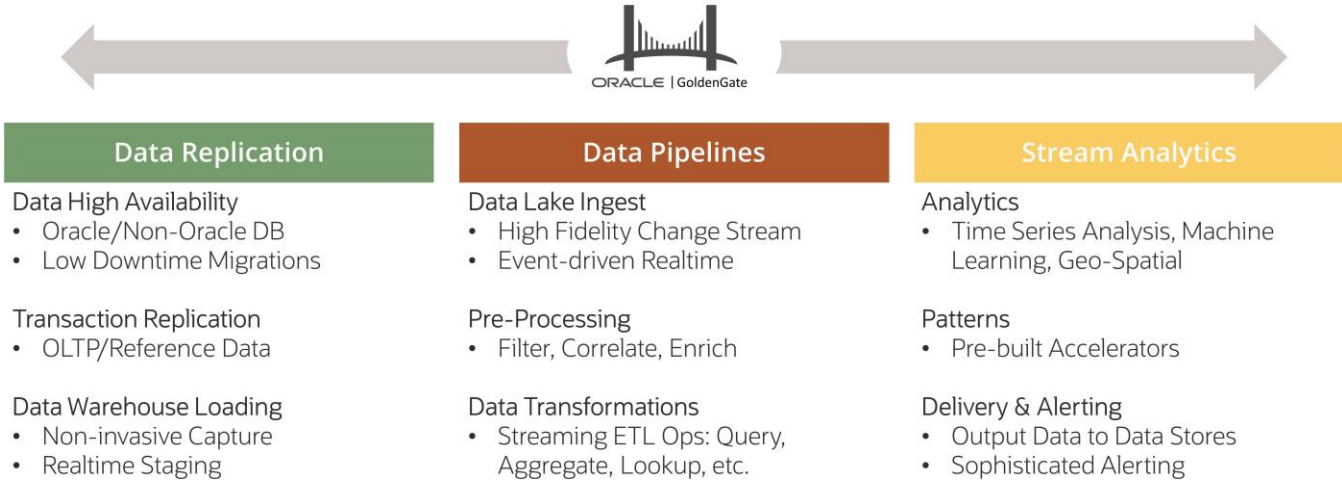 ORACLE | GoldenGate
Data Replication
Data High Availability
• Oracle/Non-Oracle DB
• Low Downtime Migrations
Transaction Replication
• OLTP/Reference Data
Data Warehouse Loading
• Non-invasive Capture
• Realtime Staging
Data Pipelines
Data Lake Ingest
• High Fidelity Change Stream
• Event-driven Realtime
Pre-Processing
• Filter, Correlate, Enrich
Data Transformations
• Streaming ETL Ops: Query,
Aggregate, Lookup, etc.
Stream Analytics
Analytics
• Time Series Analysis, Machine
Learning, Geo-Spatial
Patterns
• Pre-built Accelerators
Delivery & Alerting
• Output Data to Data Stores
• Sophisticated Alerting